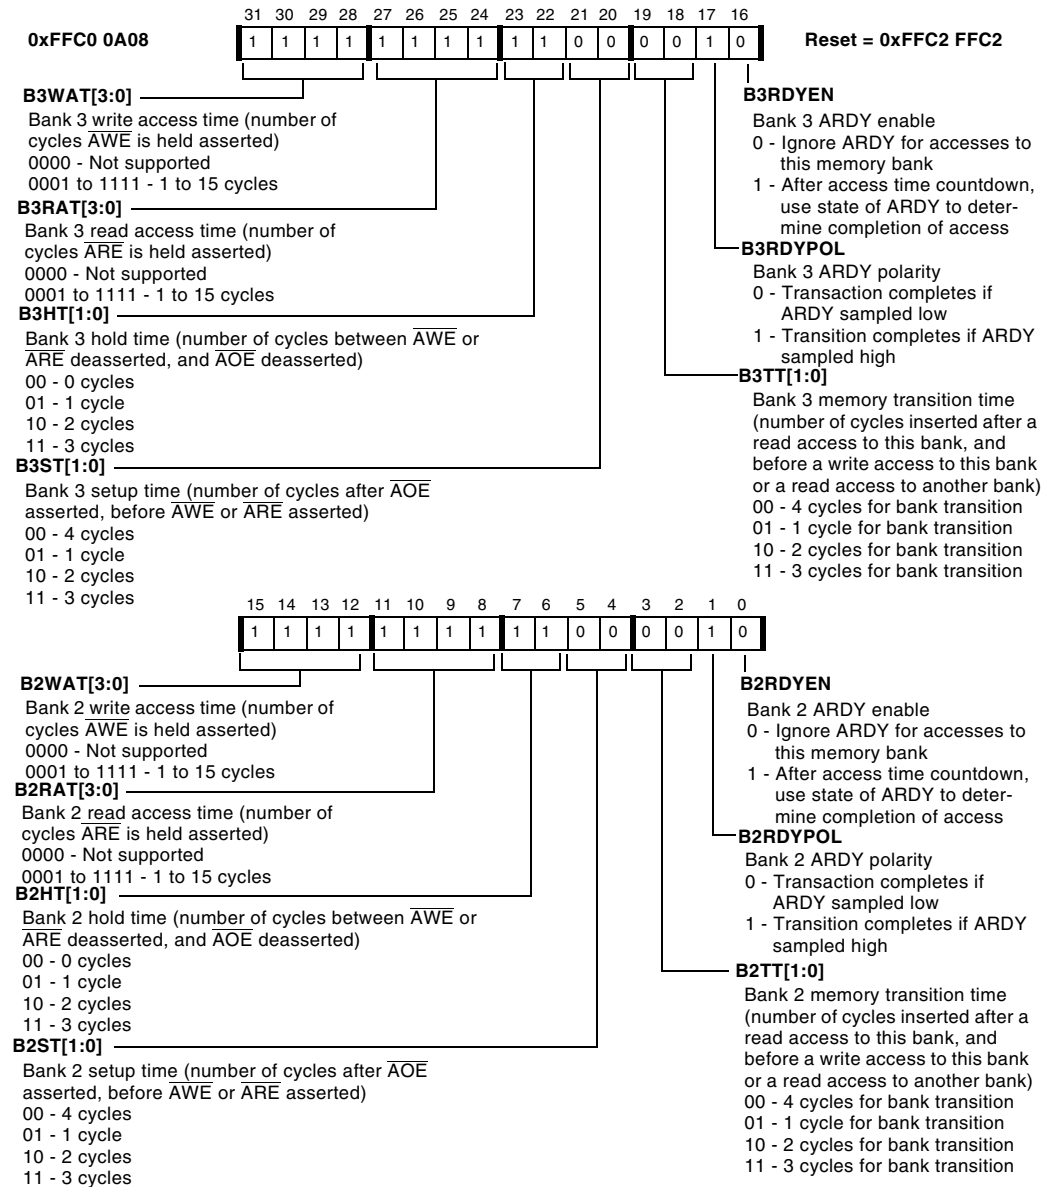 31 30 29 28 27 26 25 24 23 22 21 20 19 18 17 16
0xFFC0 0A08
1 1 1 1 1 1 1 1 1 1 0 0 0 0 1 0
Reset = 0xFFC2 FFC2
B3WAT[3:0]
Bank 3 write access time (number of
cycles AWE is held asserted)
0000 - Not supported
0001 to 1111 - 1 to 15 cycles
B3RAT[3:0]
Bank 3 read access time (number of
cycles ARE is held asserted)
0000 - Not supported
0001 to 1111 - 1 to 15 cycles
B3HT[1:0]
Bank 3 hold time (number of cycles between AWE or
ARE deasserted, and AOE deasserted)
00 - 0 cycles
01 - 1 cycle
10 - 2 cycles
11 - 3 cycles
B3ST[1:0]
Bank 3 setup time (number of cycles after AOE
asserted, before AWE or ARE asserted)
00 - 4 cycles
01 - 1 cycle
10 - 2 cycles
11 - 3 cycles
B3RDYEN
Bank 3 ARDY enable
0 - Ignore ARDY for accesses to
this memory bank
1 - After access time countdown,
use state of ARDY to deter-
mine completion of access
B3RDYPOL
Bank 3 ARDY polarity
0 - Transaction completes if
ARDY sampled low
1 - Transition completes if ARDY
sampled high
B3TT[1:0]
Bank 3 memory transition time
(number of cycles inserted after a
read access to this bank, and
before a write access to this bank
or a read access to another bank)
00 - 4 cycles for bank transition
01 - 1 cycle for bank transition
10 - 2 cycles for bank transition
11 - 3 cycles for bank transition
15 14 13 12 11 10 9 8 7 6 5 4 3 2 1 0
1 1 1 1 1 1 1 1 1 1 0 0 0 0 1 0
B2WAT[3:0]
Bank 2 write access time (number of
cycles AWE is held asserted)
0000 - Not supported
0001 to 1111 - 1 to 15 cycles
B2RAT[3:0]
Bank 2 read access time (number of
cycles ARE is held asserted)
0000 - Not supported
0001 to 1111 - 1 to 15 cycles
B2HT[1:0]
Bank 2 hold time (number of cycles between AWE or
ARE deasserted, and AOE deasserted)
00 - 0 cycles
01 - 1 cycle
10 - 2 cycles
11 - 3 cycles
B2ST[1:0]
Bank 2 setup time (number of cycles after AOE
asserted, before AWE or ARE asserted)
00 - 4 cycles
01 - 1 cycle
10 - 2 cycles
11 - 3 cycles
B2RDYEN
Bank 2 ARDY enable
0 - Ignore ARDY for accesses to
this memory bank
1 - After access time countdown,
use state of ARDY to deter-
mine completion of access
B2RDYPOL
Bank 2 ARDY polarity
0 - Transaction completes if
ARDY sampled low
1 - Transition completes if ARDY
sampled high
B2TT[1:0]
Bank 2 memory transition time
(number of cycles inserted after a
read access to this bank, and
before a write access to this bank
or a read access to another bank)
00 - 4 cycles for bank transition
01 - 1 cycle for bank transition
10 - 2 cycles for bank transition
11 - 3 cycles for bank transition